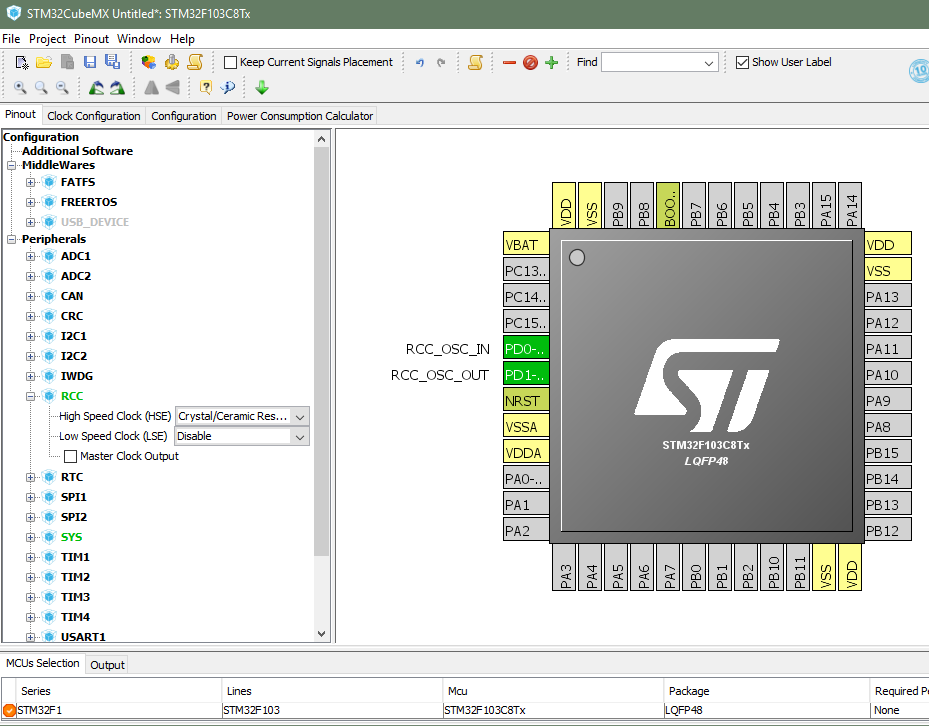 STM32CubeMX Untitled*: STM32F103C8Tx
File Project Pinout Window Help
Keep Current Signals Placement
Find
Show User Label
Pinout Clock Configuration Configuration Power Consumption Calculator
Configuration
Additional Software
MiddleWares
FATFS
FREERTOS
USB_DEVICE
Peripherals
ADC1
ADC2
CAN
CRC
I2C1
I2C2
IWDG
RCC
High Speed Clock (HSE) Crystal/Ceramic Res...
Low Speed Clock (LSE) Disable
Master Clock Output
RTC
SPI1
SPI2
SYS
TIM1
TIM2
TIM3
TIM4
USART1
VDD VSS PB9 PB8 BOO.. PB7 PB6 PB5 PB4 PB3 PA15 PA14
VBAT
PC13..
PC14..
PC15..
RCC_OSC_IN PD0-..
RCC_OSC_OUT PD1-..
NRST
VSSA
VDDA
PA0-..
PA1
PA2
ST
STM32F103C8Tx
LQFP48
VDD
VSS
PA13
PA12
PA11
PA10
PA9
PA8
PB15
PB14
PB13
PB12
PA3 PA4 PA5 PA6 PA7 PB0 PB1 PB2 PB10 PB11 VSS VDD
MCUs Selection Output
Series Lines Mcu Package Required Pe
STM32F1 STM32F103 STM32F103C8Tx LQFP48 None